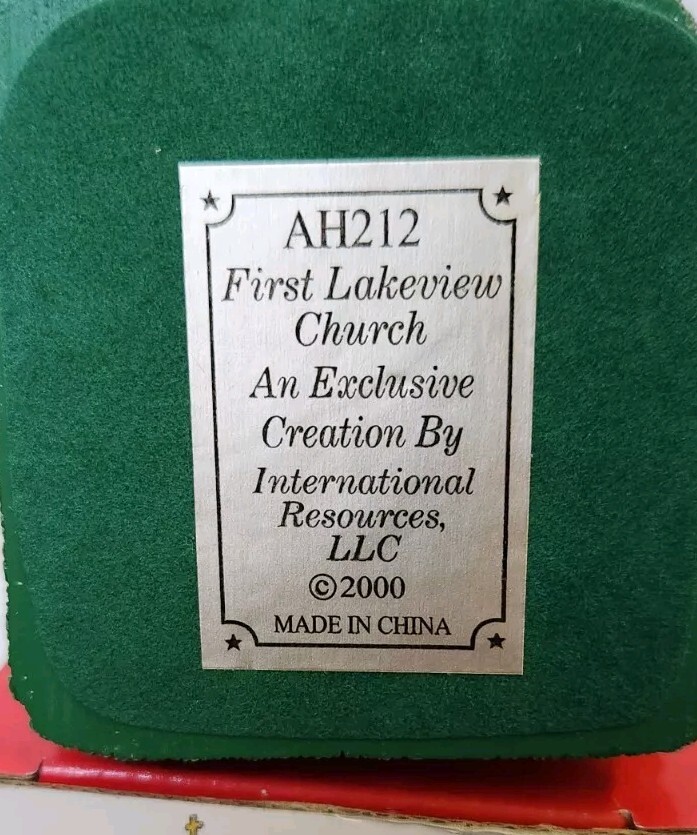 AH212
First Lakeview
Church
An Exclusive
Creation By
International
Resources,
LLC
©2000
MADE IN CHINA